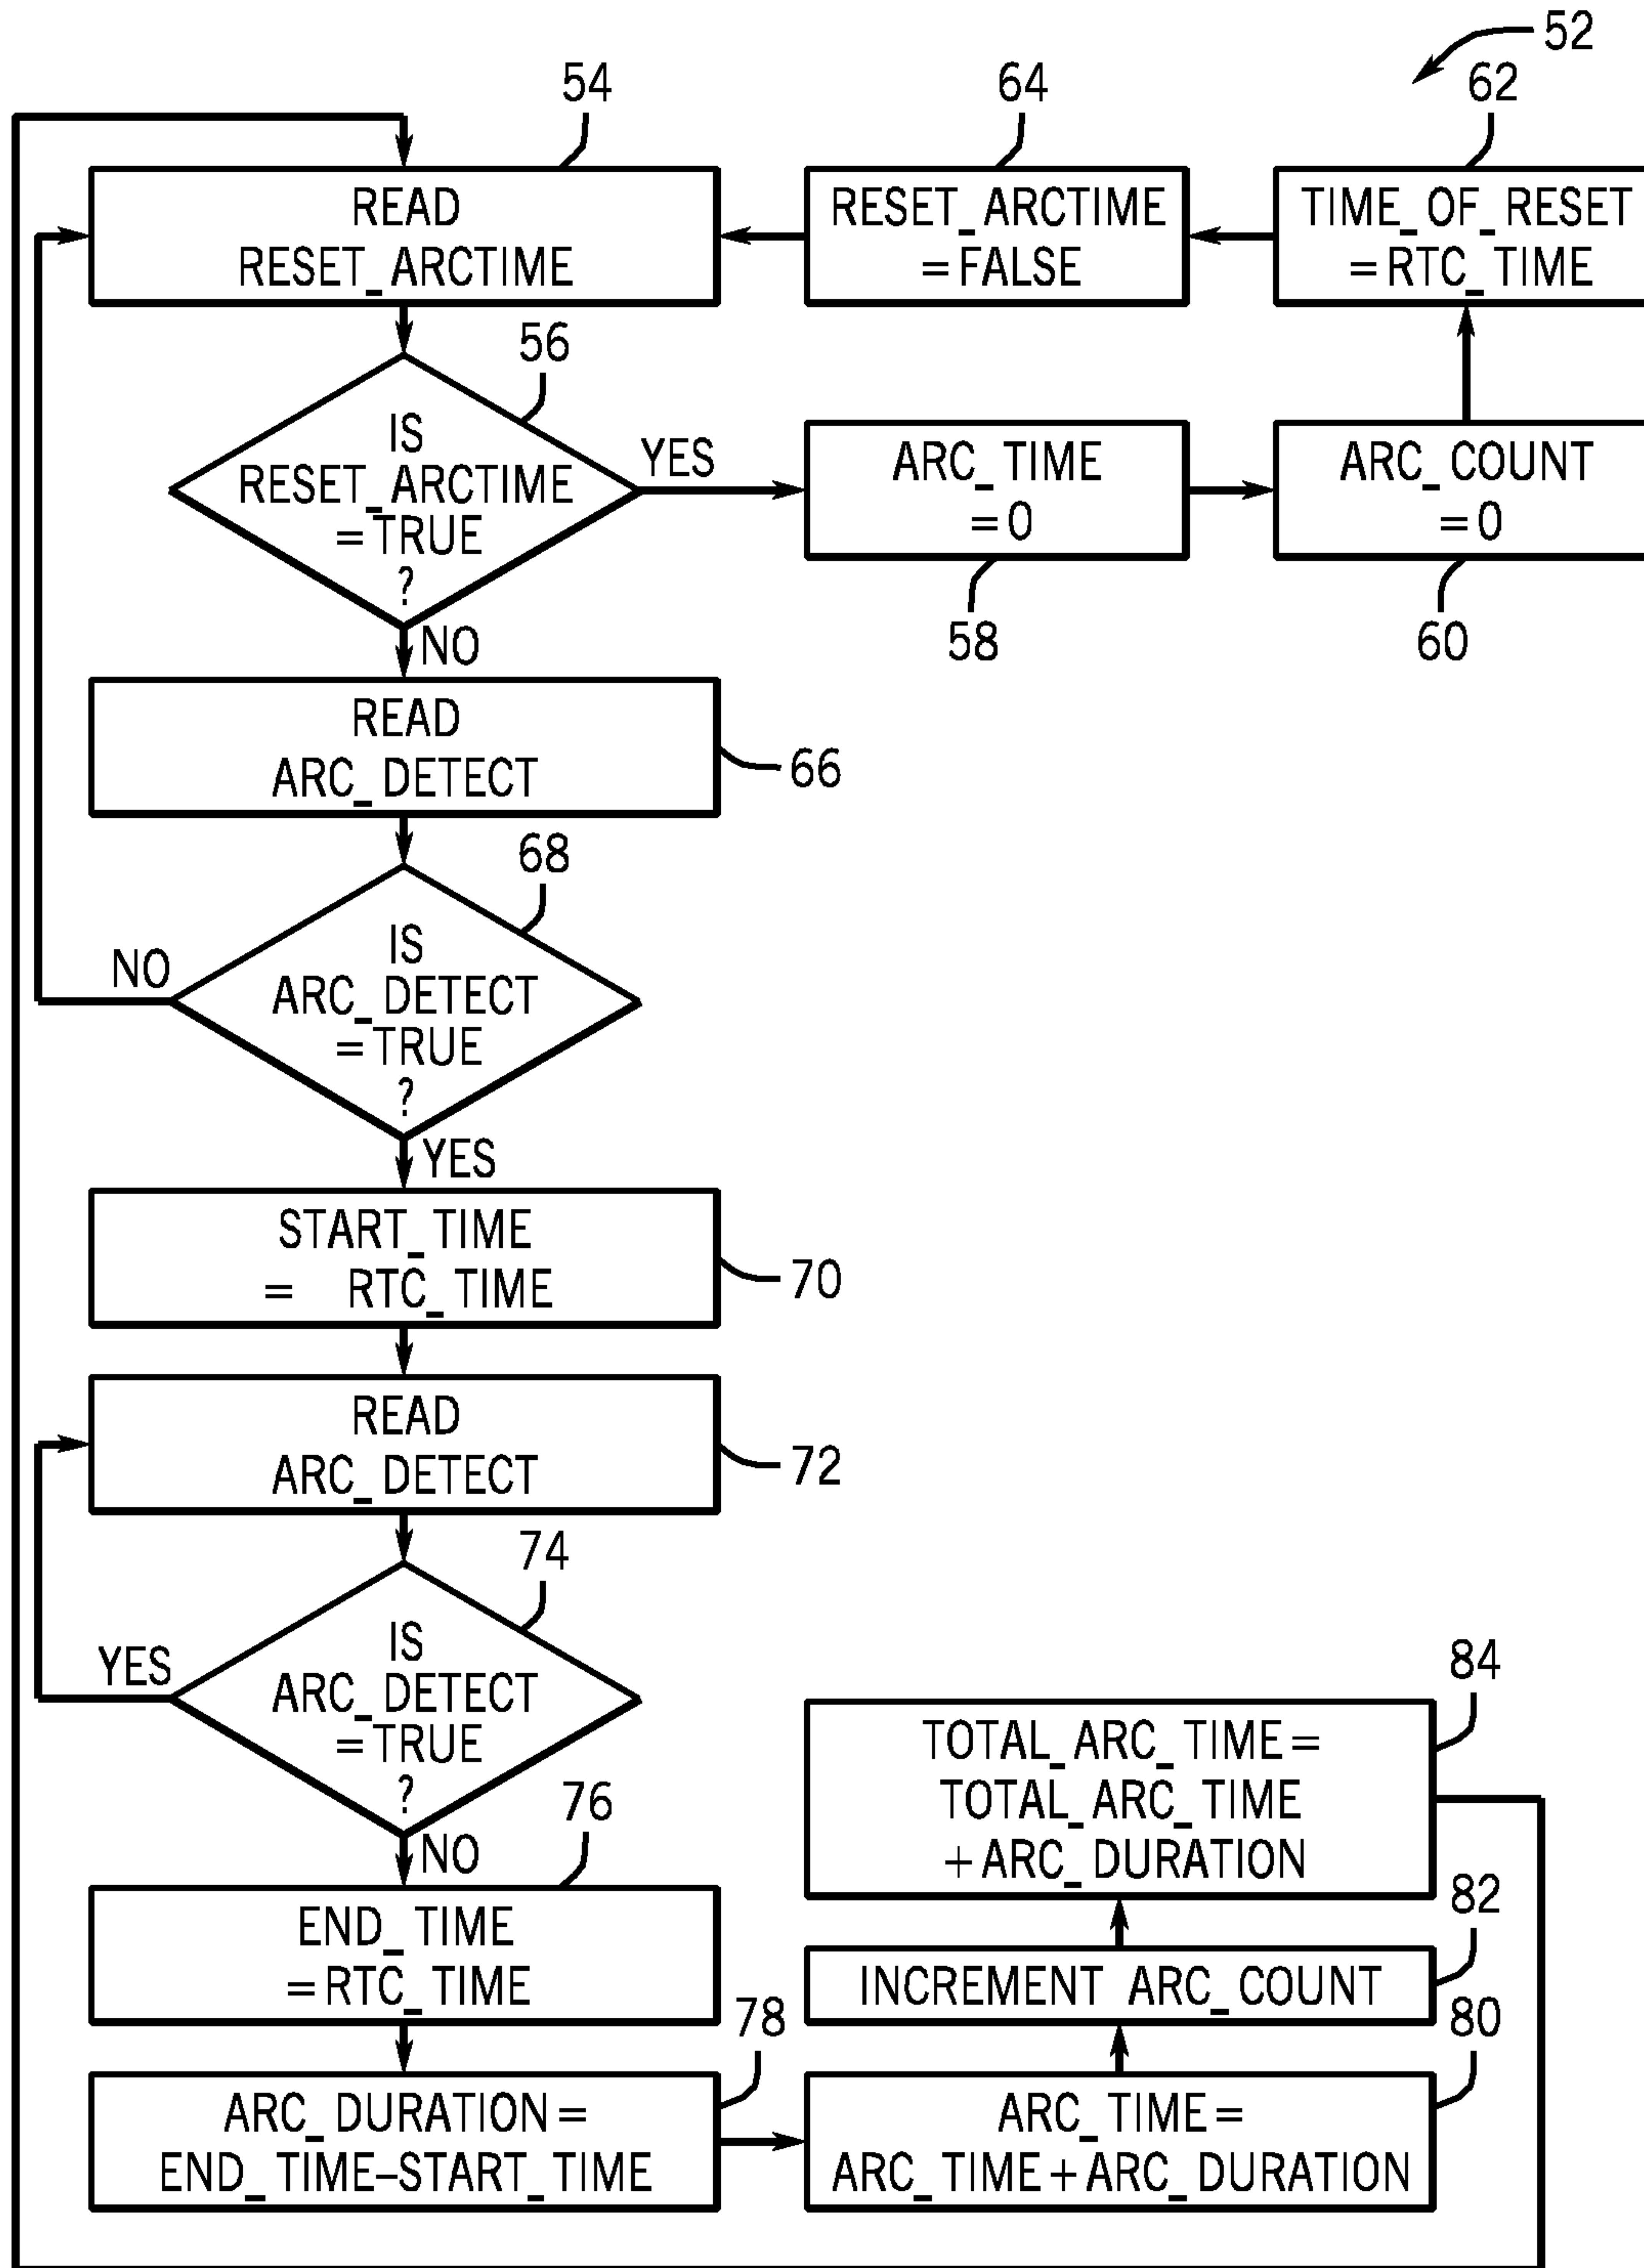 52
54
64
62
READ
RESET_ARCTIME
RESET_ARCTIME
=FALSE
TIME_OF_RESET
=RTC_TIME
56
IS
RESET_ARCTIME
=TRUE
?
YES
ARC_TIME
=0
ARC_COUNT
=0
58
60
NO
READ
ARC_DETECT
66
68
IS
ARC_DETECT
=TRUE
?
NO
YES
START_TIME
= RTC_TIME
70
READ
ARC_DETECT
72
74
IS
ARC_DETECT
=TRUE
?
YES
NO
76
END_TIME
=RTC_TIME
78
ARC_DURATION=
END_TIME–START_TIME
84
TOTAL_ARC_TIME=
TOTAL_ARC_TIME
+ARC_DURATION
82
INCREMENT ARC_COUNT
80
ARC_TIME=
ARC_TIME+ARC_DURATION